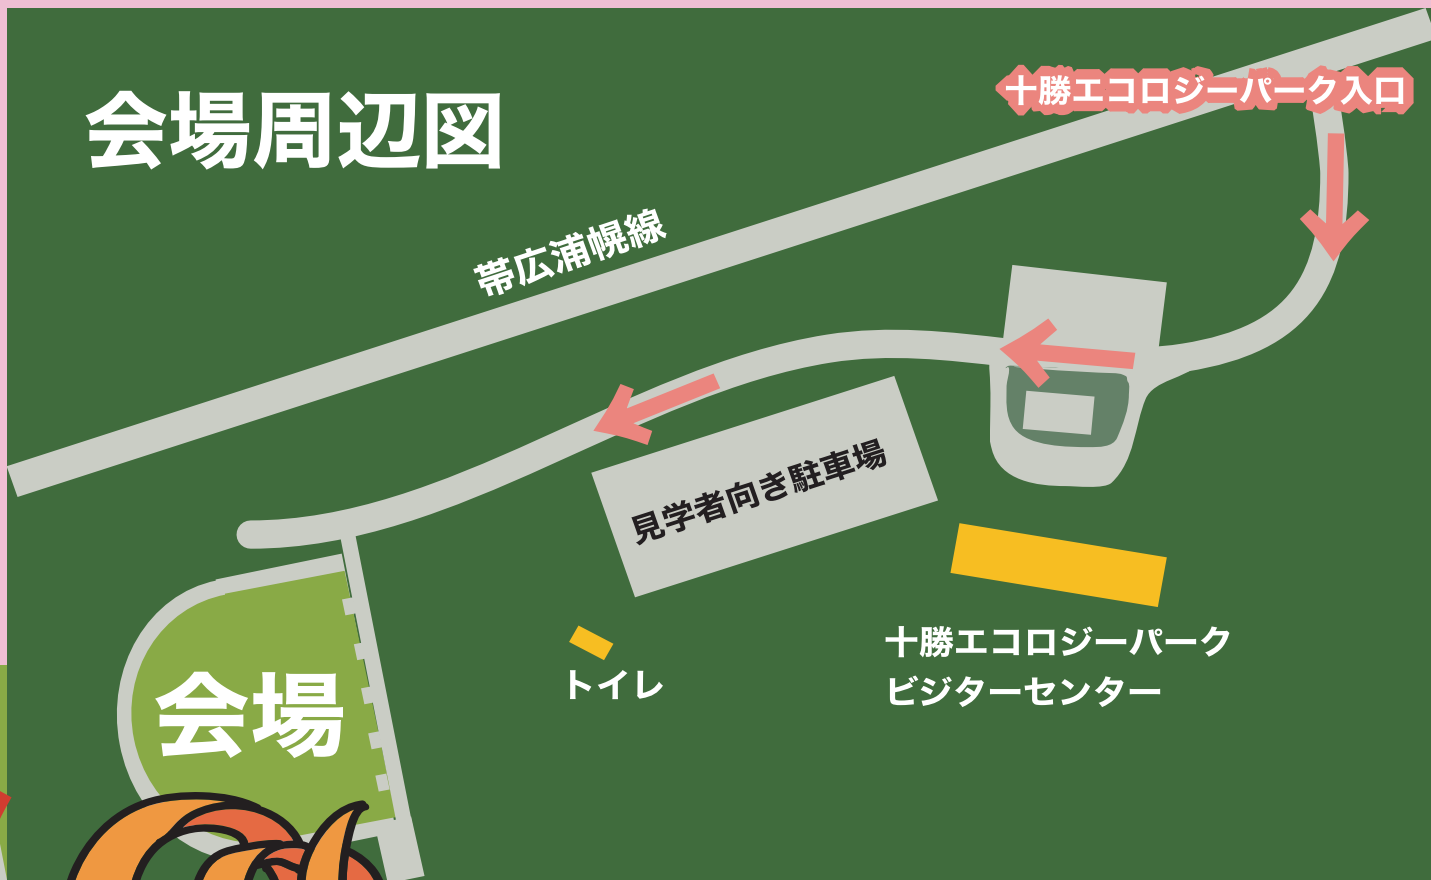 会場周辺図
十勝エコロジーパーク入口
帯広浦幌線
見学者向き駐車場
十勝エコロジーパーク
ビジターセンター
トイレ
会場